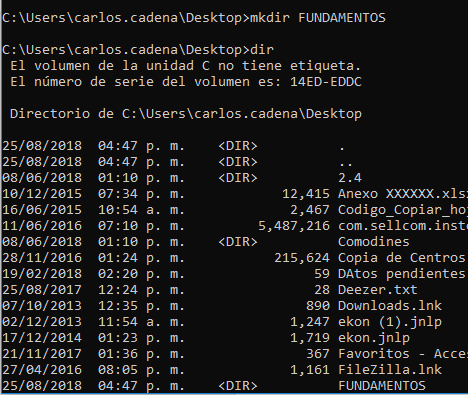 C:\Users\carlos.cadena\Desktop>mkdir FUNDAMENTOS
C:\Users\carlos.cadena\Desktop>dir
El volumen de la unidad C no tiene etiqueta.
El número de serie del volumen es: 14ED-EDDC
Directorio de C:\Users\carlos.cadena\Desktop
25/08/2018 04:47 p. m. <DIR> .
25/08/2018 04:47 p. m. <DIR> ..
08/06/2018 01:10 p. m. <DIR> 2.4
10/12/2015 07:34 p. m. 12,415 Anexo XXXXXX.xls
16/06/2015 10:54 a. m. 2,467 Codigo_Copiar_hoj
11/06/2016 07:10 p. m. 5,487,216 com.sellcom.inst
08/06/2018 01:10 p. m. <DIR> Comodines
28/11/2016 01:24 p. m. 215,624 Copia de Centros
19/02/2018 02:20 p. m. 59 DAtos pendientes
25/08/2017 12:24 p. m. 28 Deezer.txt
07/10/2013 12:35 p. m. 890 Downloads.lnk
02/12/2013 11:54 a. m. 1,247 ekon (1).jnlp
17/12/2014 01:23 p. m. 1,719 ekon.jnlp
21/11/2017 01:36 p. m. 367 Favoritos - Acce
27/04/2016 08:05 p. m. 1,161 FileZilla.lnk
25/08/2018 04:47 p. m. <DIR> FUNDAMENTOS